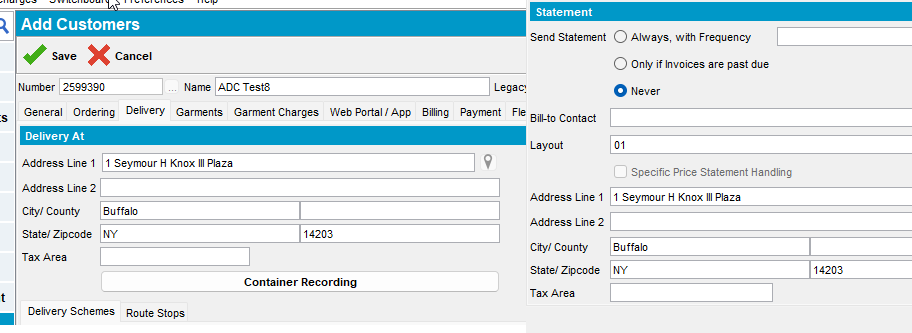 Switchboard Preferences Help
Add Customers
Save Cancel
Number 2599390 ... Name ADC Test8 Legacy
General Ordering Delivery Garments Garment Charges Web Portal / App Billing Payment Fle
Delivery At
Address Line 1 1 Seymour H Knox III Plaza
Address Line 2
City/ County Buffalo
State/ Zipcode NY 14203
Tax Area
Container Recording
Delivery Schemes Route Stops
Statement
Send Statement Always, with Frequency
Only if Invoices are past due
Never
Bill-to Contact
Layout 01
Specific Price Statement Handling
Address Line 1 1 Seymour H Knox III Plaza
Address Line 2
City/ County Buffalo
State/ Zipcode NY 14203
Tax Area